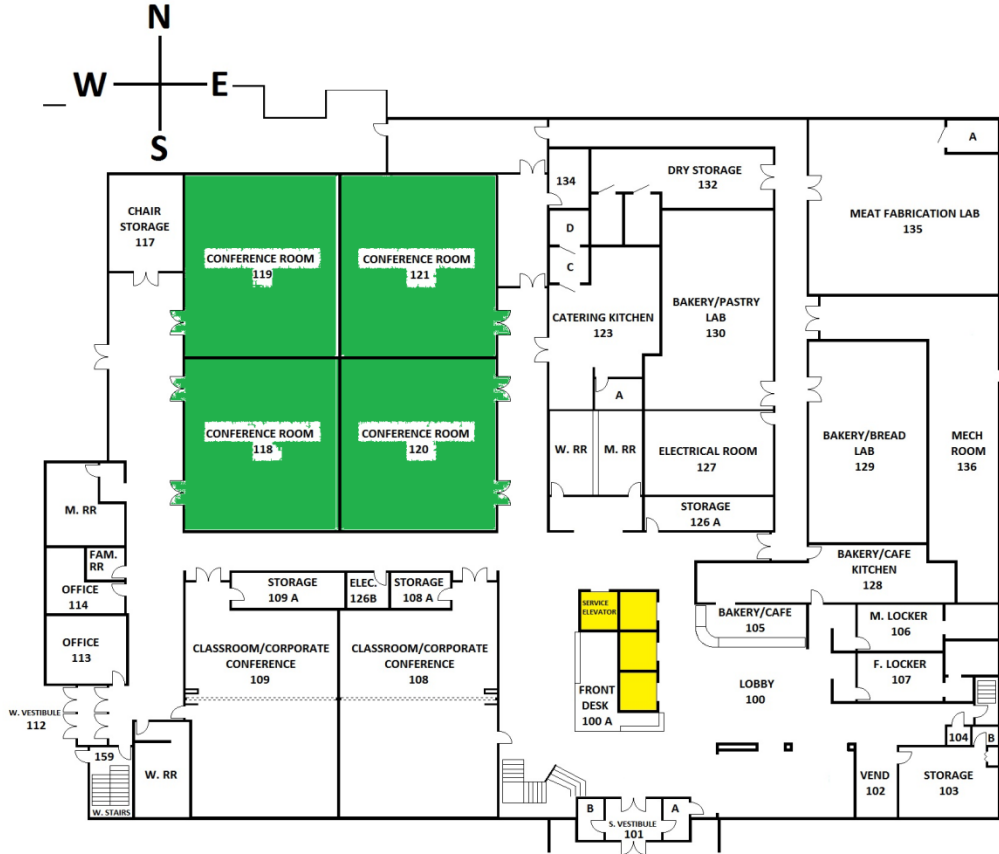 N
W
E
S
CHAIR
STORAGE
117
CONFERENCE ROOM
119
CONFERENCE ROOM
121
134
DRY STORAGE
132
A
MEAT FABRICATION LAB
135
D
C
CATERING KITCHEN
123
BAKERY/PASTRY
LAB
130
A
CONFERENCE ROOM
118
CONFERENCE ROOM
120
W. RR
M. RR
ELECTRICAL ROOM
127
BAKERY/BREAD
LAB
129
MECH
ROOM
136
STORAGE
126 A
M. RR
FAM.
RR
OFFICE
114
OFFICE
113
STORAGE
109 A
ELEC.
126B
STORAGE
108 A
BAKERY/CAFE
KITCHEN
128
SERVICE
ELEVATOR
BAKERY/CAFE
105
M. LOCKER
106
CLASSROOM/CORPORATE
CONFERENCE
109
CLASSROOM/CORPORATE
CONFERENCE
108
F. LOCKER
107
FRONT
DESK
100 A
LOBBY
100
W. VESTIBULE
112
159
W. STAIRS
W. RR
104
B
VEND
102
STORAGE
103
B
A
S. VESTIBULE
101